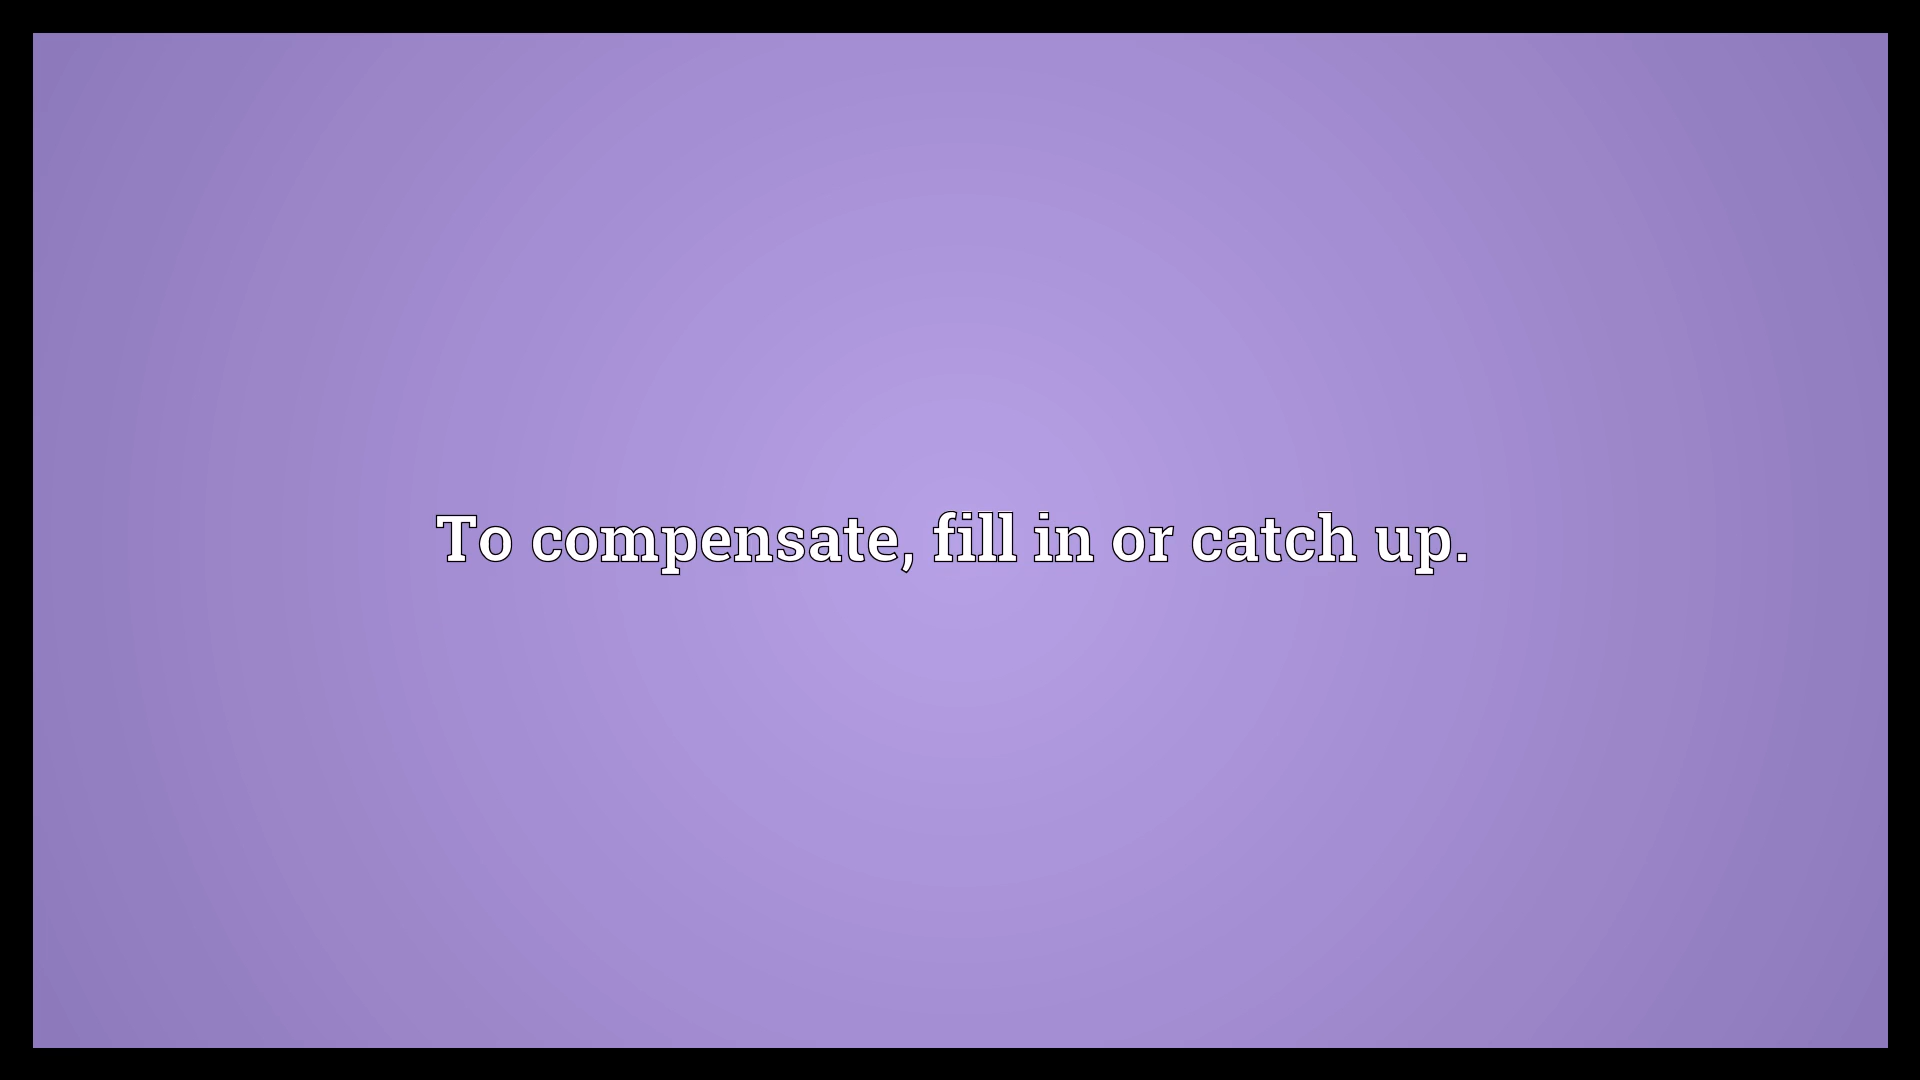 To compensate, fill in or catch up.